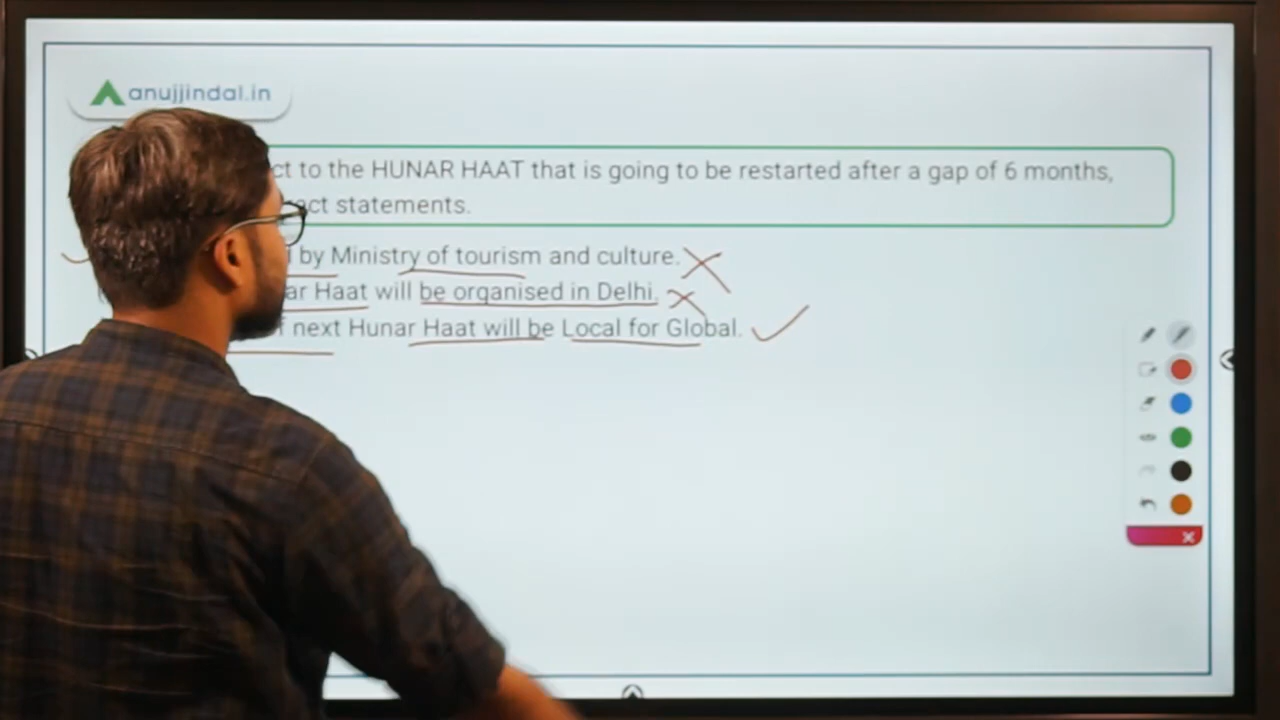 anujjindal.in
ct to the HUNAR HAAT that is going to be restarted after a gap of 6 months,
ect statements.
by Ministry of tourism and culture.
ar Haat will be organised in Delhi.
next Hunar Haat will be Local for Global.